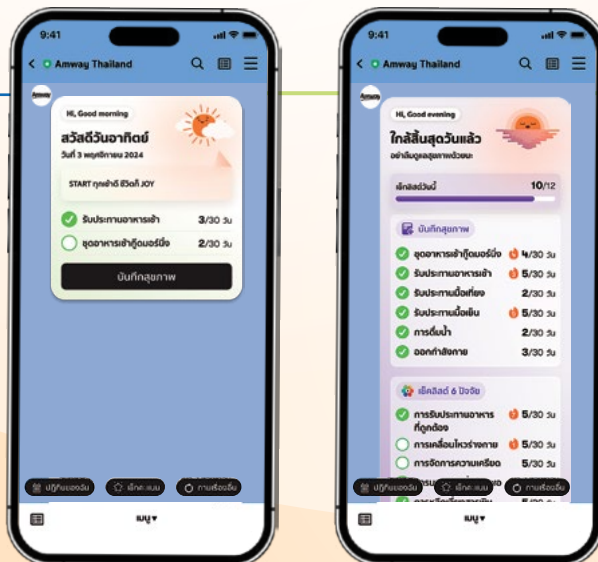 9:41
Amway Thailand
Amway
Hi, Good morning
สวัสดีวันอาทิตย์
วันที่ 3 พฤศจิกายน 2024
START ทุกเช้าดี ชีวิตก็ JOY
รับประทานอาหารเช้า 3/30 วัน
ชุดอาหารเช้ากู๊ดมอร์นิ่ง 2/30 วัน
บันทึกสุขภาพ
ปฏิทินของฉัน
เช็กคะแนน
ถามเรื่องอื่น
เมนู
9:41
Amway Thailand
Amway
Hi, Good evening
ใกล้สิ้นสุดวันแล้ว
อย่าลืมดูแลสุขภาพด้วยนะ
เช็กลิสต์วันนี้ 10/12
บันทึกสุขภาพ
ชุดอาหารเช้ากู๊ดมอร์นิ่ง 4/30 วัน
รับประทานอาหารเช้า 5/30 วัน
รับประทานมื้อเที่ยง 2/30 วัน
รับประทานมื้อเย็น 5/30 วัน
การดื่มน้ำ 2/30 วัน
ออกกำลังกาย 3/30 วัน
เช็คลิสต์ 6 ปัจจัย
การรับประทานอาหาร 5/30 วัน
ที่ถูกต้อง
การเคลื่อนไหวร่างกาย 5/30 วัน
การจัดการความเครียด 5/30 วัน
ปฏิทินของฉัน
เช็กคะแนน
ถามเรื่องอื่น
เมนู